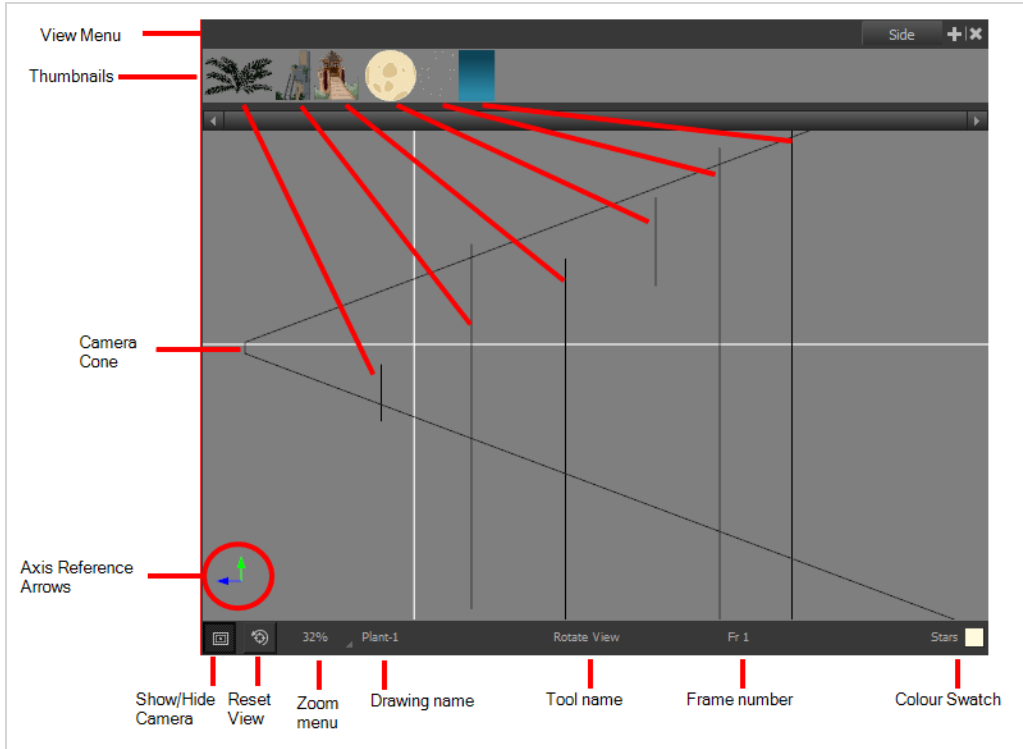 View Menu
Side
Thumbnails
Camera
Cone
Axis Reference
Arrows
32%
Plant-1
Rotate View
Fr 1
Stars
Show/Hide
Camera
Reset
View
Zoom
menu
Drawing name
Tool name
Frame number
Colour Swatch